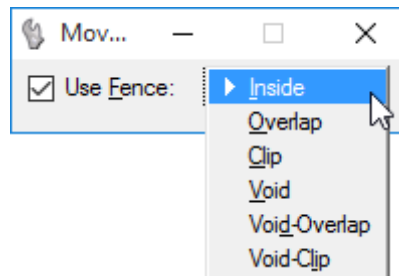 Mov...
Use Fence:
Inside
Overlap
Clip
Void
Void-Overlap
Void-Clip